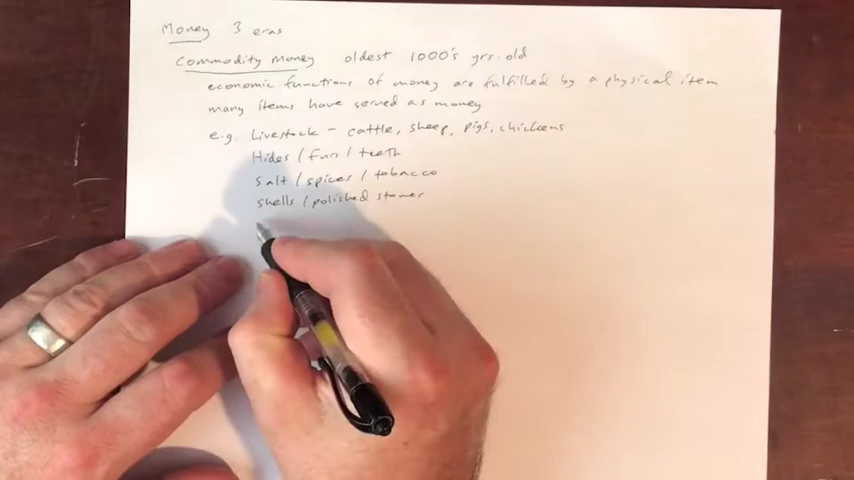 Money 3 eras
Commodity Money oldest 1000's yrs. old
economic functions of money are fulfilled by a physical item
many items have served as money
e.g. Livestock - cattle, sheep, pigs, chickens
Hides / furs / teeth
Salt / spices / tobacco
Shells / polished stones